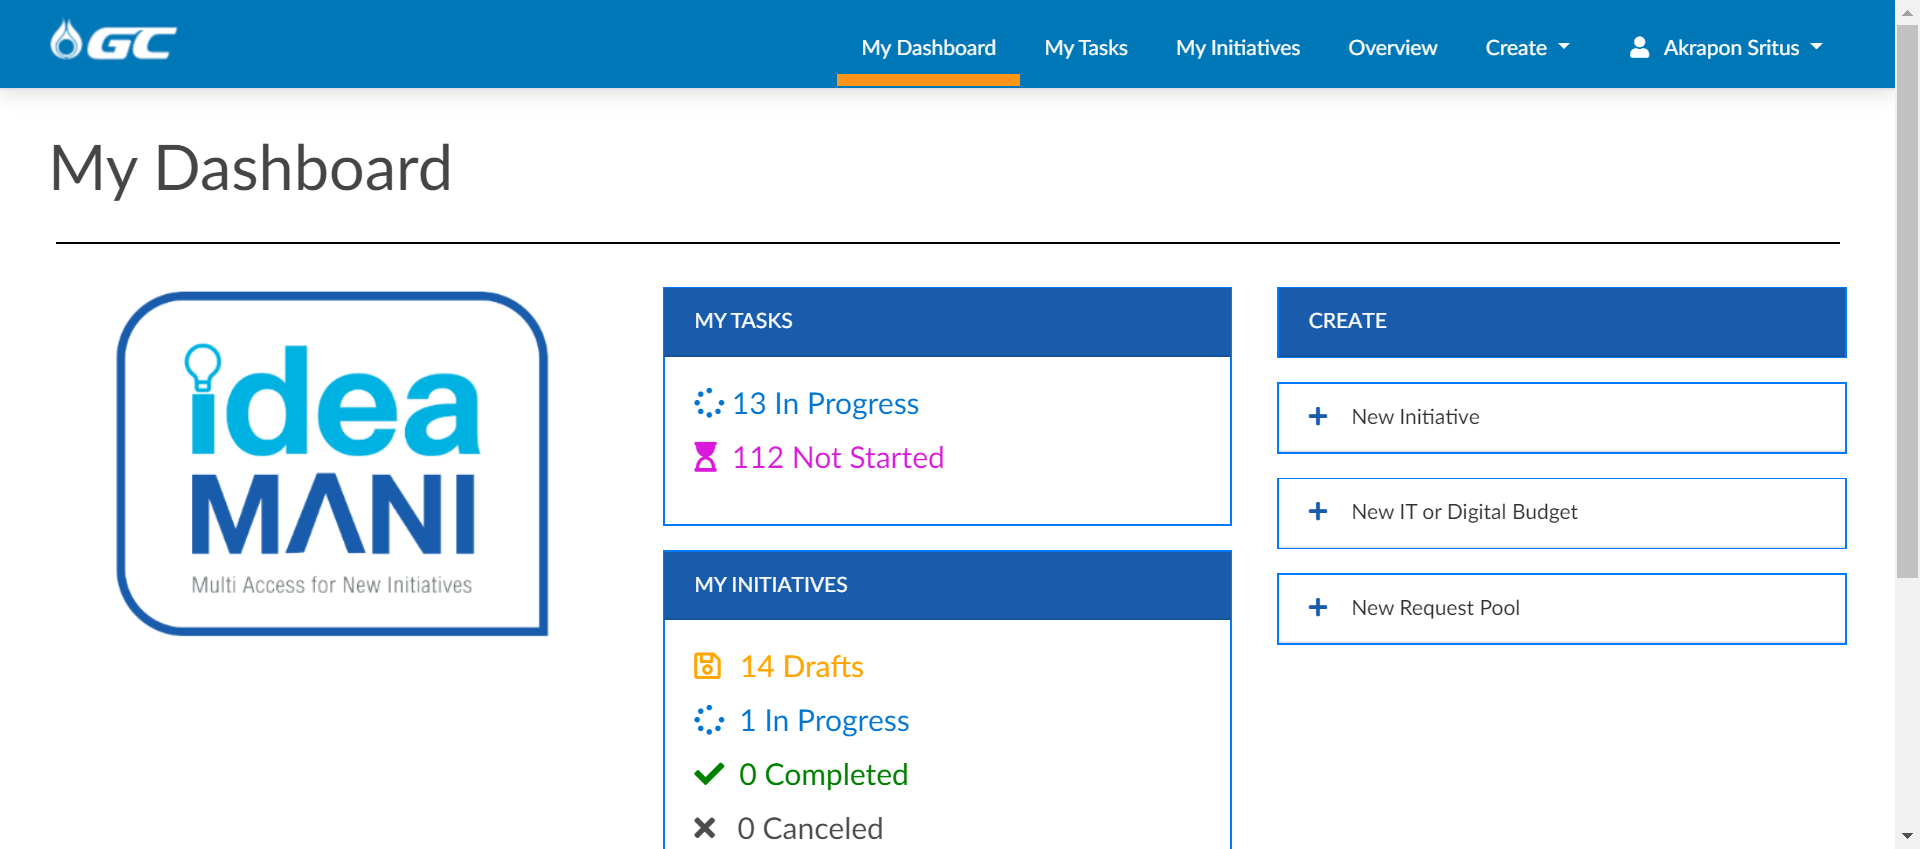 GC
My Dashboard
My Tasks
My Initiatives
Overview
Create
Akrapon Sritus
My Dashboard
idea
MANI
Multi Access for New Initiatives
MY TASKS
13 In Progress
112 Not Started
MY INITIATIVES
14 Drafts
1 In Progress
0 Completed
0 Canceled
CREATE
New Initiative
New IT or Digital Budget
New Request Pool